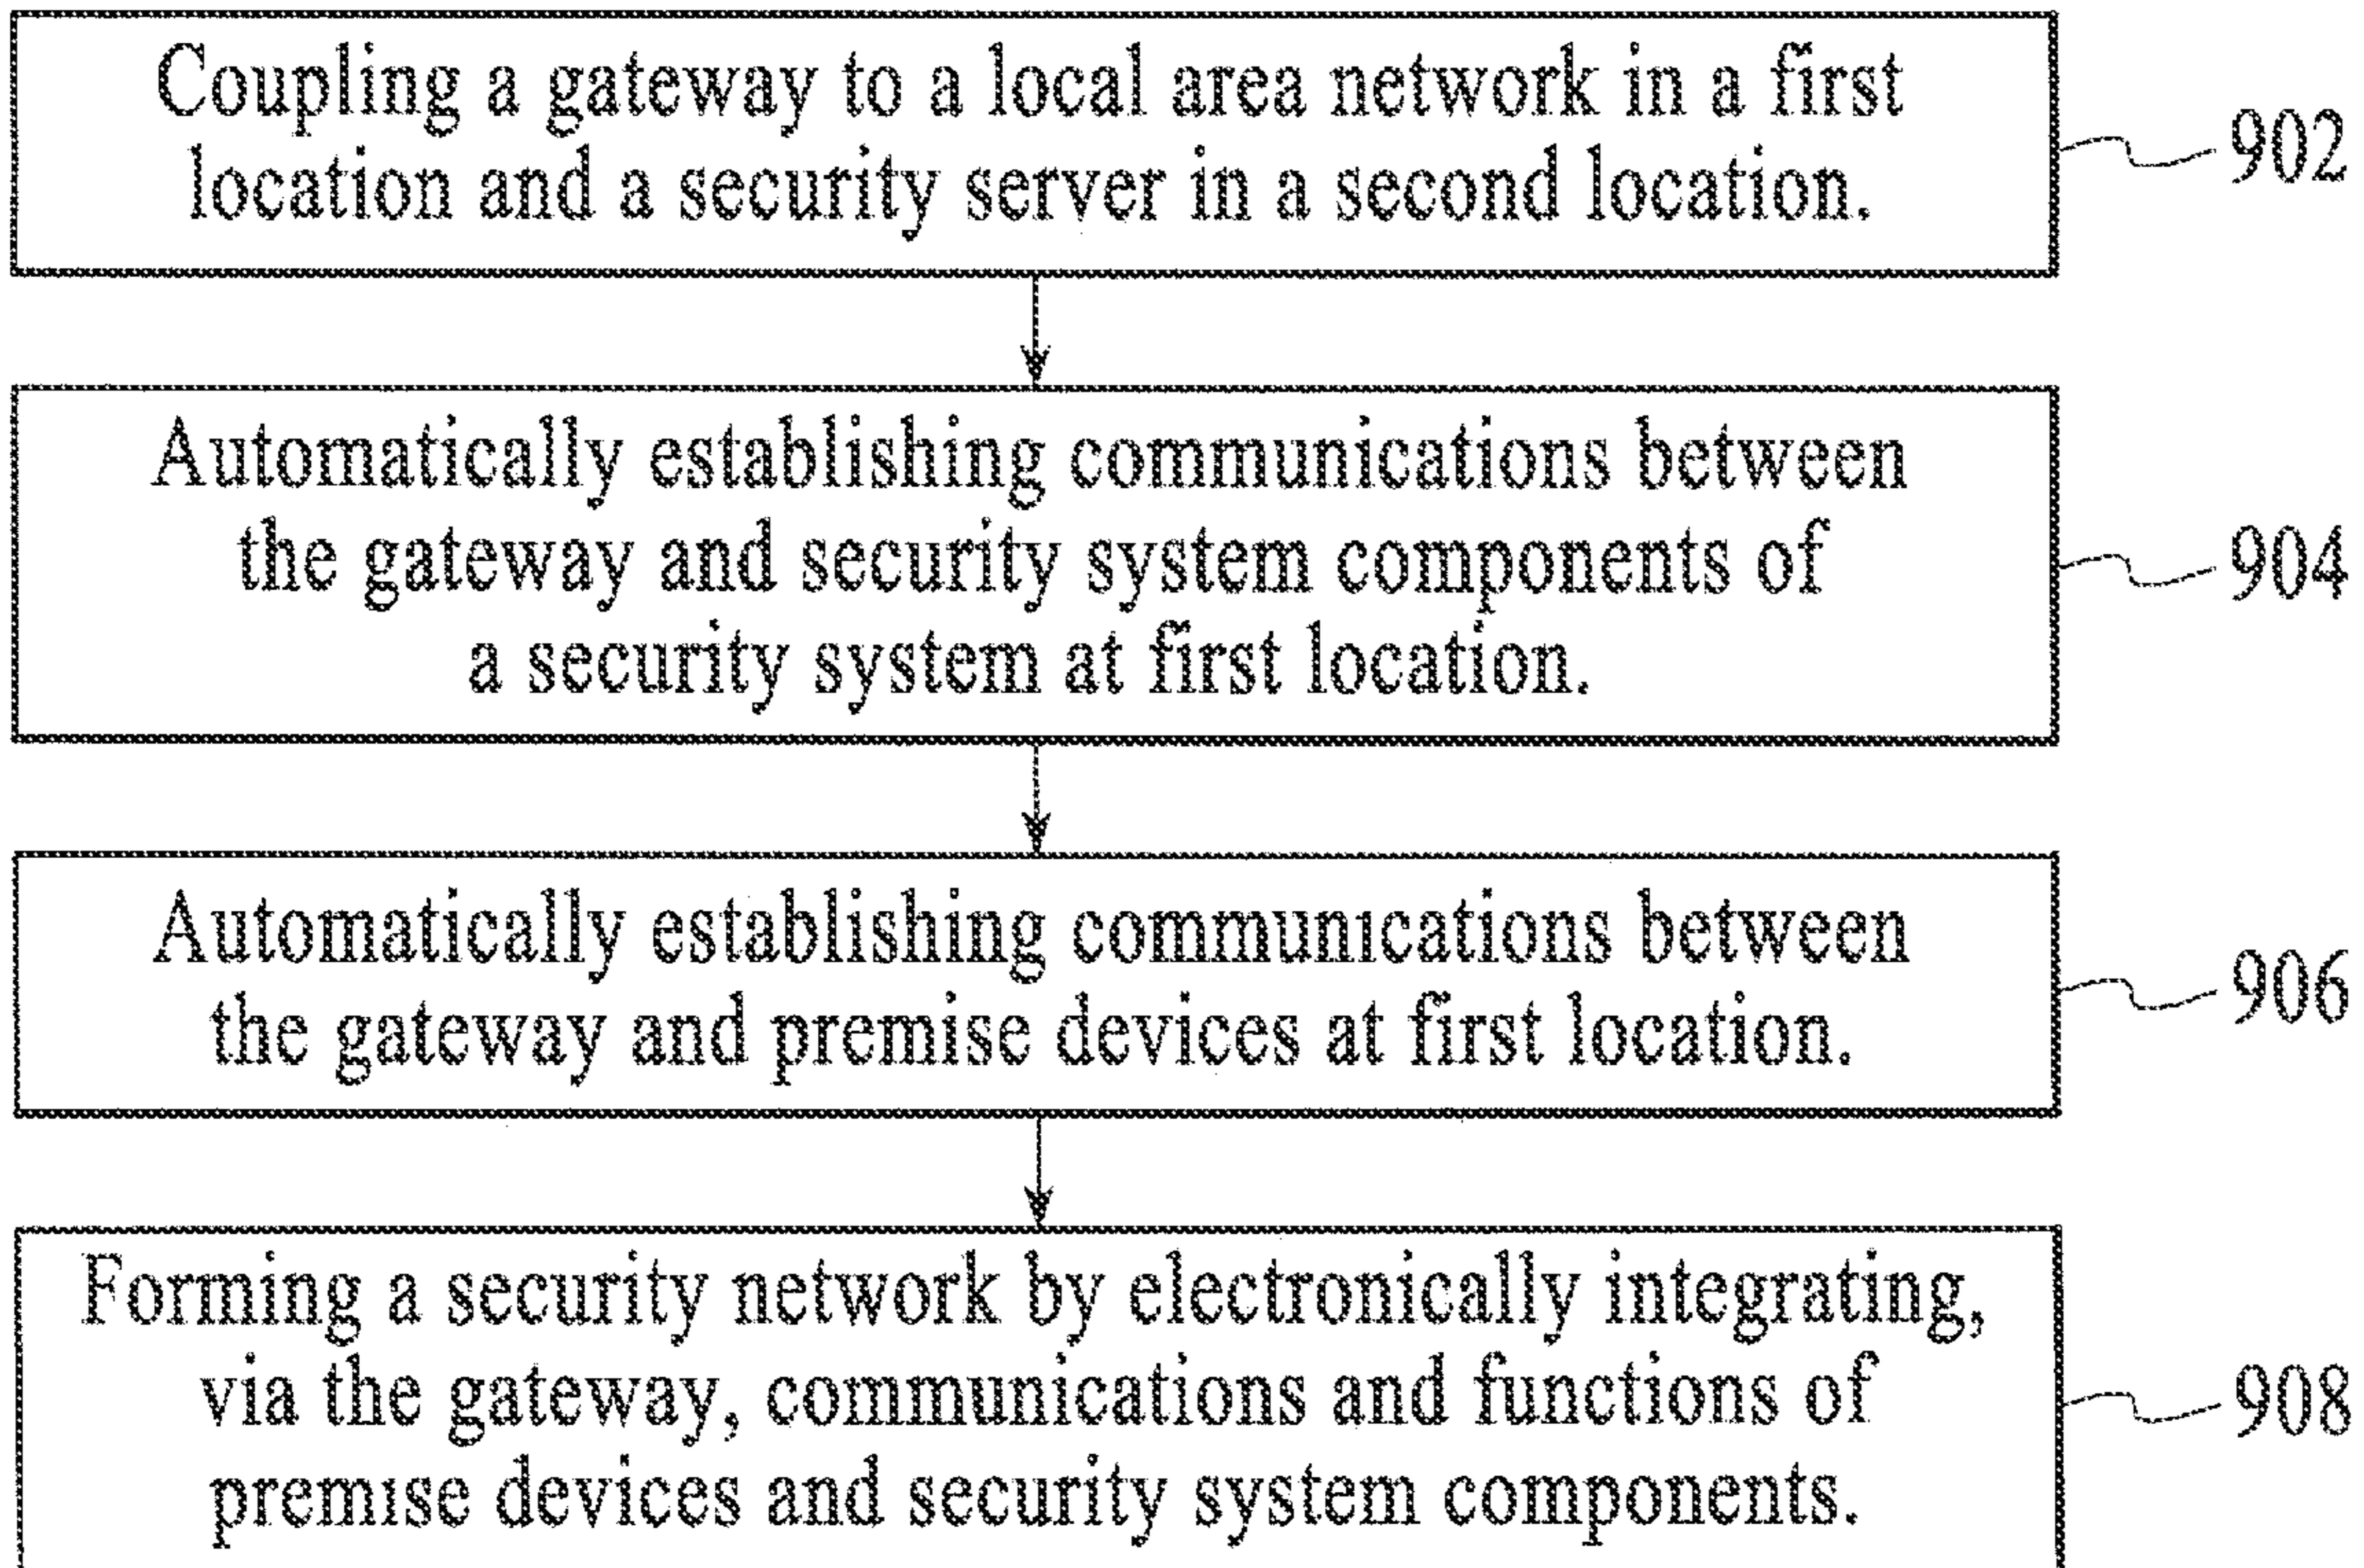 Coupling a gateway to a local area network in a first
location and a security server in a second location.
902
Automatically establishing communications between
the gateway and security system components of
a security system at first location.
904
Automatically establishing communications between
the gateway and premise devices at first location.
906
Forming a security network by electronically integrating,
via the gateway, communications and functions of
premise devices and security system components.
908